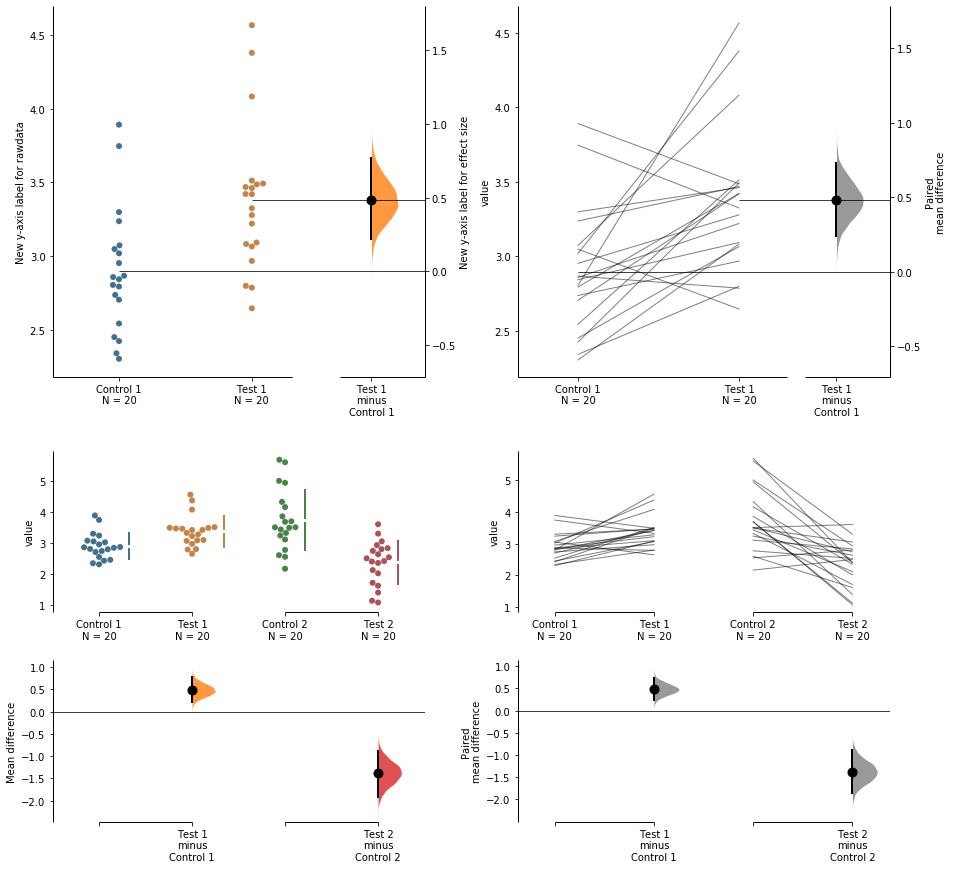 New y-axis label for rawdata
4.5
4.0
3.5
3.0
2.5
Control 1
N = 20
Test 1
N = 20
New y-axis label for effect size
1.5
1.0
0.5
0.0
−0.5
Test 1
minus
Control 1
value
4.5
4.0
3.5
3.0
2.5
Control 1
N = 20
Test 1
N = 20
Paired
mean difference
1.5
1.0
0.5
0.0
−0.5
Test 1
minus
Control 1
value
5
4
3
2
1
Control 1
N = 20
Test 1
N = 20
Control 2
N = 20
Test 2
N = 20
value
5
4
3
2
1
Control 1
N = 20
Test 1
N = 20
Control 2
N = 20
Test 2
N = 20
Mean difference
1.0
0.5
0.0
−0.5
−1.0
−1.5
−2.0
Test 1
minus
Control 1
Test 2
minus
Control 2
Paired
mean difference
1.0
0.5
0.0
−0.5
−1.0
−1.5
−2.0
Test 1
minus
Control 1
Test 2
minus
Control 2